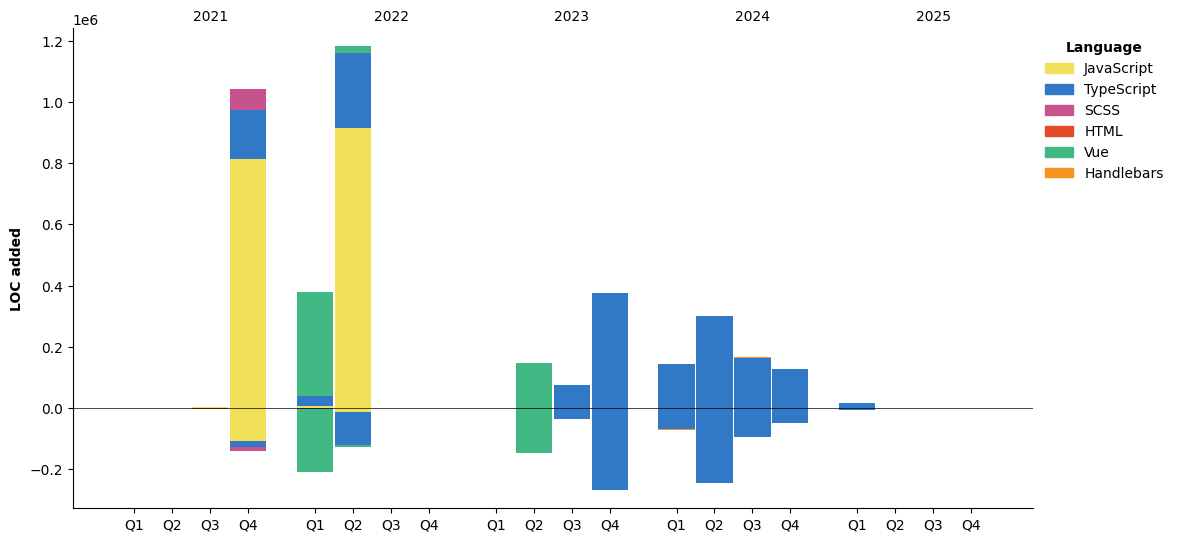 2021 2022 2023 2024 2025
1e6
Language
JavaScript
TypeScript
SCSS
HTML
Vue
Handlebars
LOC added
1.2
1.0
0.8
0.6
0.4
0.2
0.0
−0.2
Q1 Q2 Q3 Q4 Q1 Q2 Q3 Q4 Q1 Q2 Q3 Q4 Q1 Q2 Q3 Q4 Q1 Q2 Q3 Q4